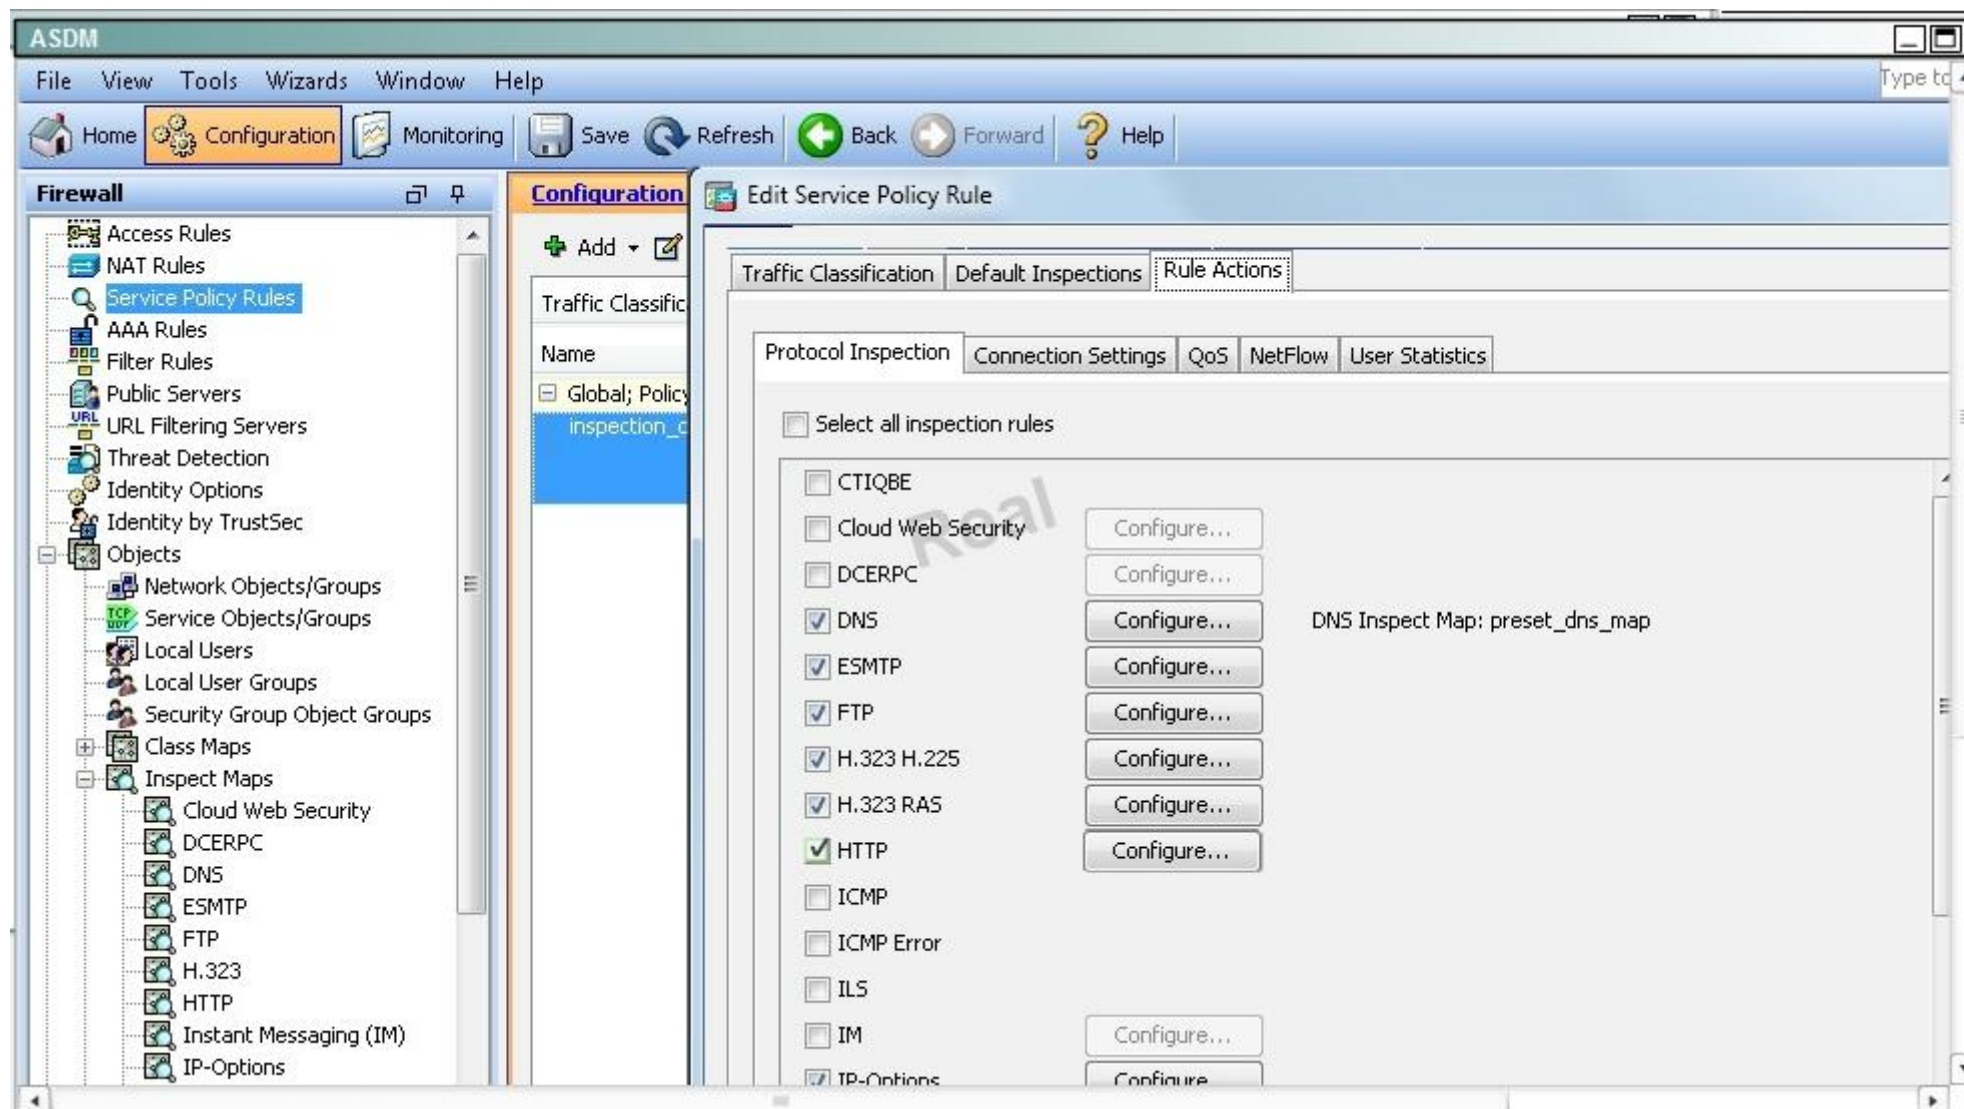 ASDM
File View Tools Wizards Window Help
Type to
Home Configuration Monitoring Save Refresh Back Forward Help
Firewall
Access Rules
NAT Rules
Service Policy Rules
AAA Rules
Filter Rules
Public Servers
URL Filtering Servers
Threat Detection
Identity Options
Identity by TrustSec
Objects
Network Objects/Groups
Service Objects/Groups
Local Users
Local User Groups
Security Group Object Groups
Class Maps
Inspect Maps
Cloud Web Security
DCERPC
DNS
ESMTP
FTP
H.323
HTTP
Instant Messaging (IM)
IP-Options
Configuration
Add
Traffic Classific
Name
Global; Policy
inspection_
Edit Service Policy Rule
Traffic Classification Default Inspections Rule Actions
Protocol Inspection Connection Settings QoS NetFlow User Statistics
Select all inspection rules
CTIQBE
Cloud Web Security Configure...
DCERPC Configure...
DNS Configure... DNS Inspect Map: preset_dns_map
ESMTP Configure...
FTP Configure...
H.323 H.225 Configure...
H.323 RAS Configure...
HTTP Configure...
ICMP
ICMP Error
ILS
IM Configure...
IP-Options Configure
Real